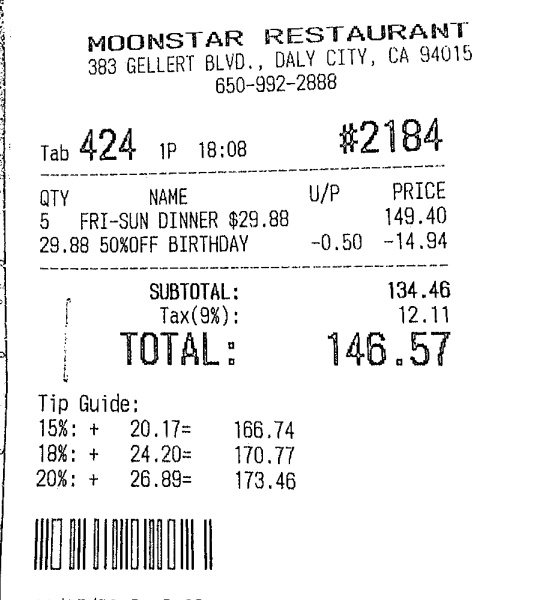 MOONSTAR RESTAURANT
383 GELLERT BLVD., DALY CITY, CA 94015
650-992-2888
Tab 424 1P 18:08 #2184
QTY NAME U/P PRICE
5 FRI-SUN DINNER $29.88 149.40
29.88 50%OFF BIRTHDAY -0.50 -14.94
SUBTOTAL: 134.46
Tax(9%): 12.11
TOTAL: 146.57
Tip Guide:
15%: + 20.17= 166.74
18%: + 24.20= 170.77
20%: + 26.89= 173.46